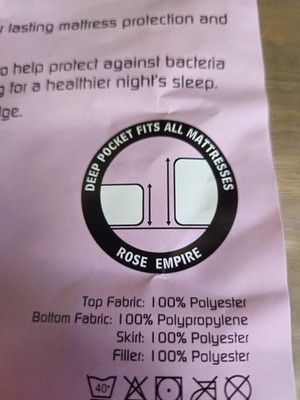 r lasting mattress protection and
o help protect against bacteria
g for a healthier night's sleep.
lge.
DEEP POCKET FITS ALL MATTRESSES
ROSE EMPIRE
Top Fabric: 100% Polyester
Bottom Fabric: 100% Polypropylene
Skirt: 100% Polyester
Filler: 100% Polyester
40°